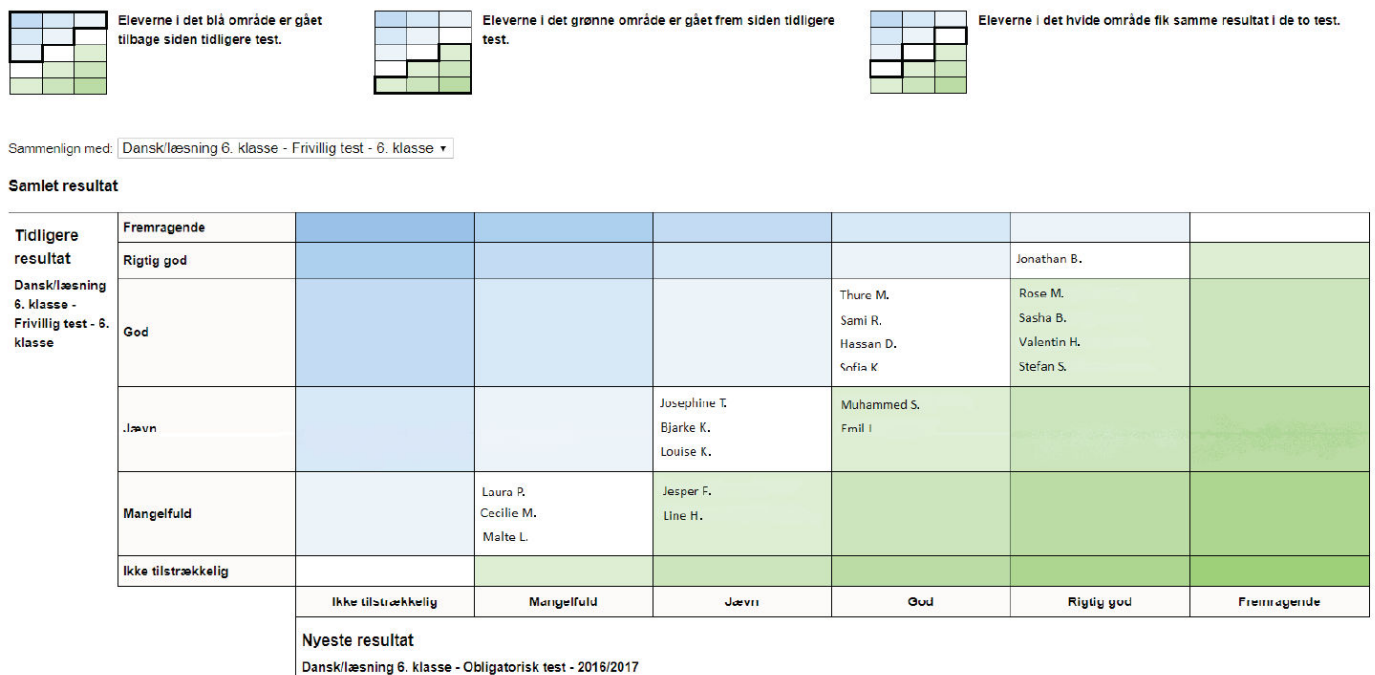 Eleverne i det blå område er gået
tilbage siden tidligere test.
Eleverne i det grønne område er gået frem siden tidligere
test.
Eleverne i det hvide område fik samme resultat i de to test.
Sammenlign med: Dansk/læsning 6. klasse - Frivillig test - 6. klasse
Samlet resultat
Tidligere
resultat
Dansk/læsning
6. klasse -
Frivillig test - 6.
klasse
Fremragende
Rigtig god
Jonathan B.
God
Thure M.
Sami R.
Hassan D.
Sofia K
Rose M.
Sasha B.
Valentin H.
Stefan S.
Jævn
Josephine T.
Bjarke K.
Louise K.
Muhammed S.
Emil
Mangelfuld
Laura P.
Cecilie M.
Malte L.
Jesper F.
Line H.
Ikke tilstrækkelig
Ikke tilstrækkelig Mangelfuld Jævn God Rigtig god Fremragende
Nyeste resultat
Dansk/læsning 6. klasse - Obligatorisk test - 2016/2017